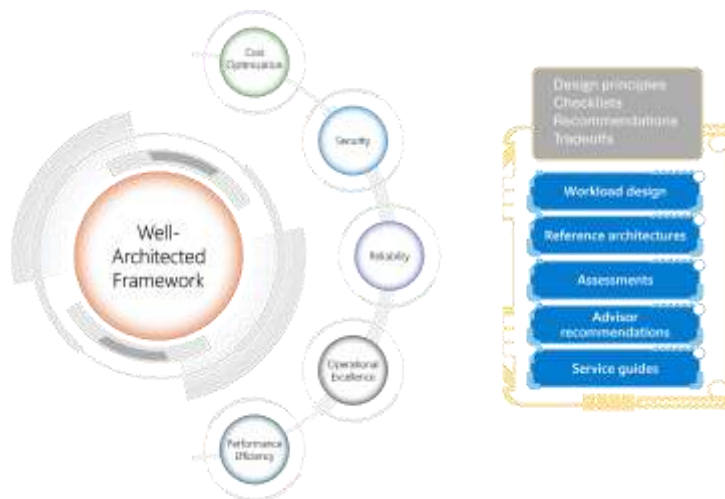 Cost
Optimization
Security
Well-
Architected
Framework
Reliability
Operational
Excellence
Performance
Efficiency
Design principles
Checklists
Recommendations
Tradeoffs
Workload design
Reference architectures
Assessments
Advisor
recommendations
Service guides